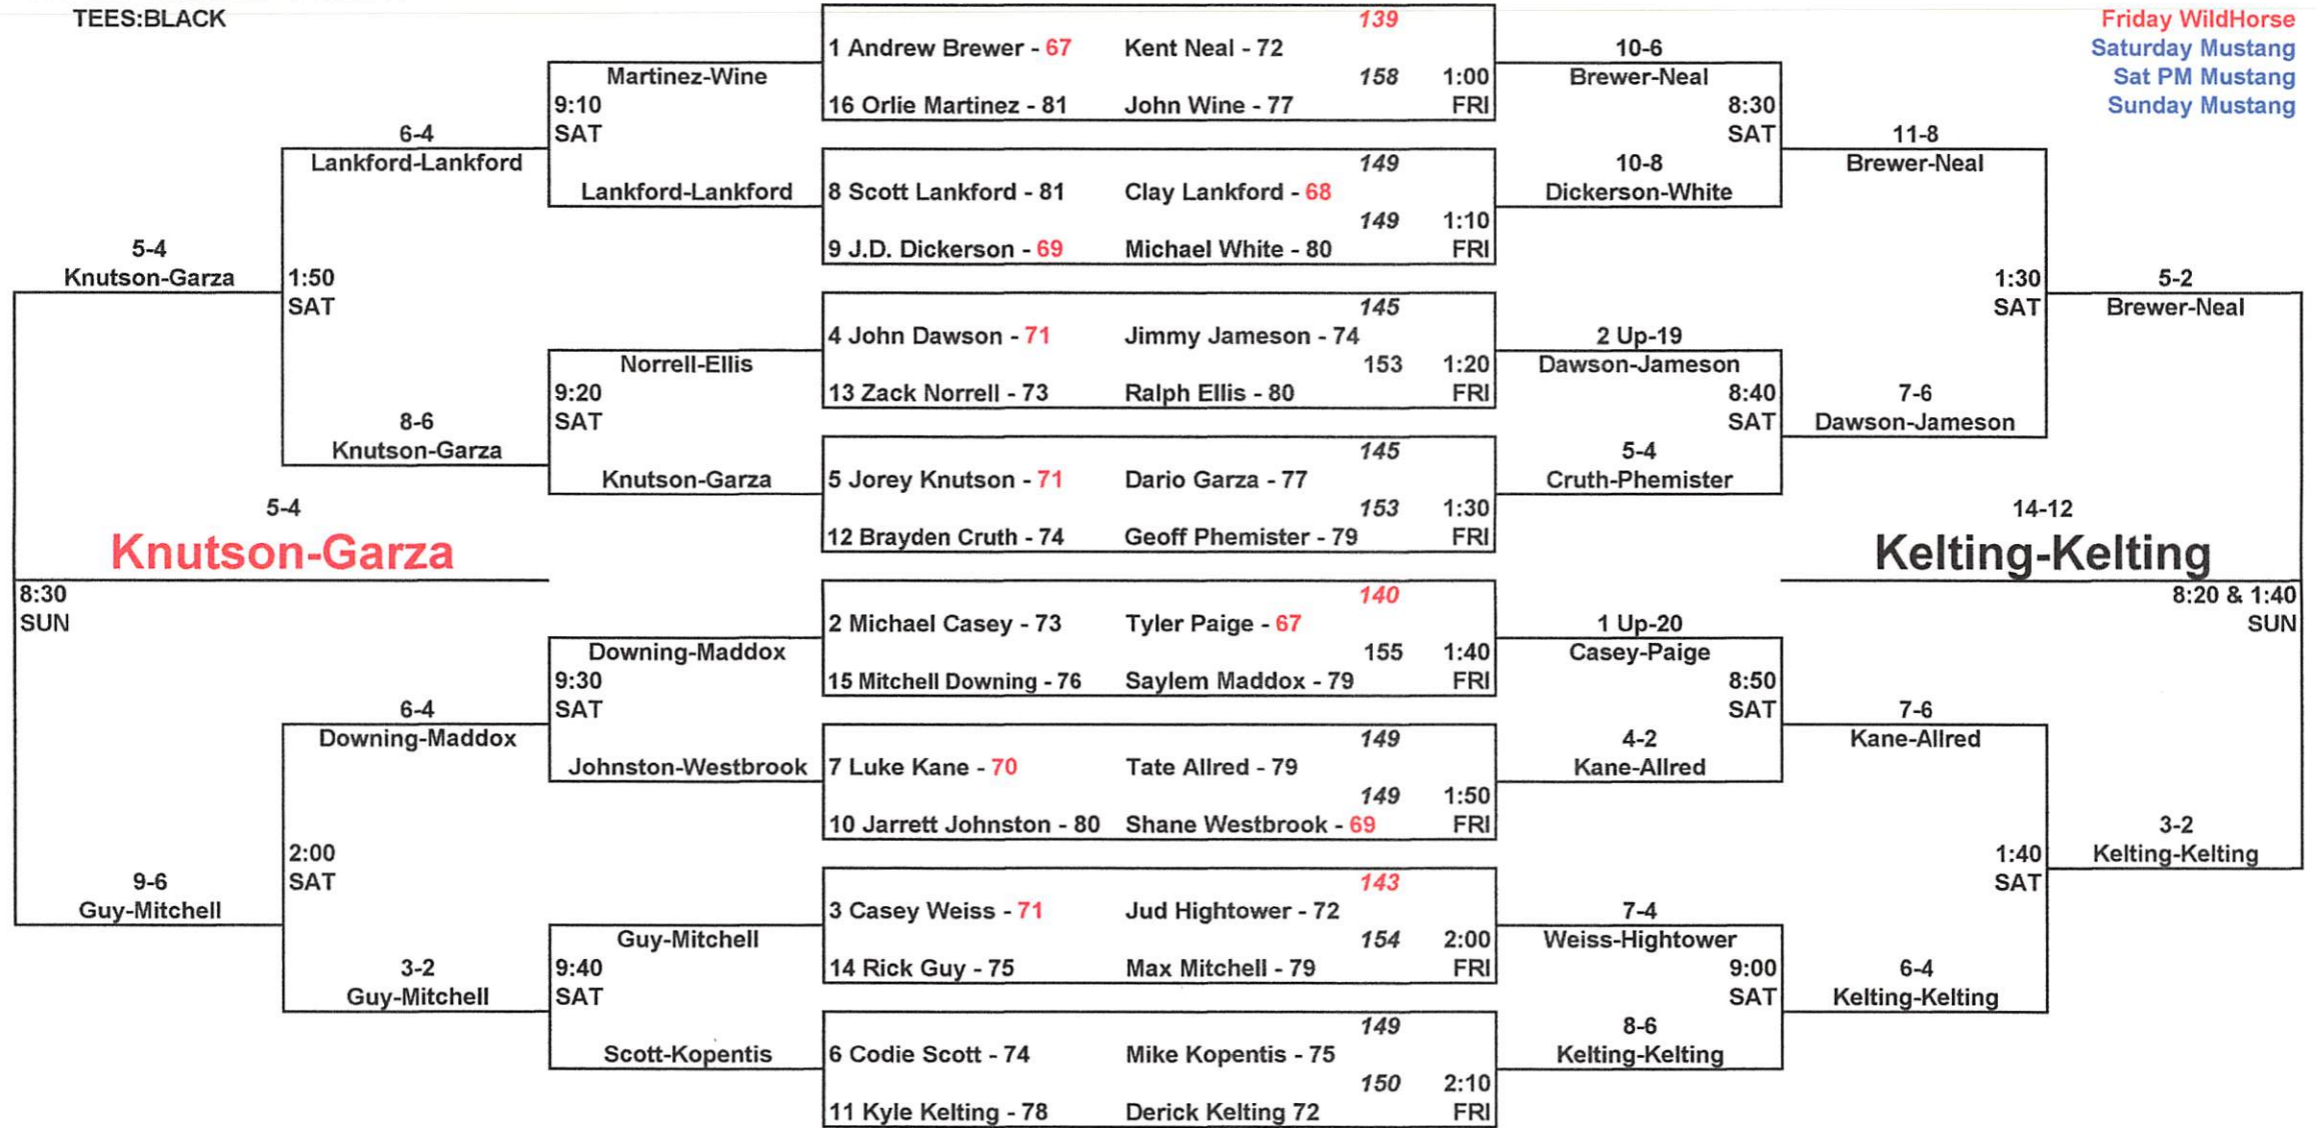 TEES:BLACK
Friday WildHorse
Saturday Mustang
Sat PM Mustang
Sunday Mustang
139
1 Andrew Brewer - 67 Kent Neal - 72
158 1:00
16 Orlie Martinez - 81 John Wine - 77 FRI
149
8 Scott Lankford - 81 Clay Lankford - 68
149 1:10
9 J.D. Dickerson - 69 Michael White - 80 FRI
145
4 John Dawson - 71 Jimmy Jameson - 74
153 1:20
13 Zack Norrell - 73 Ralph Ellis - 80 FRI
145
5 Jorey Knutson - 71 Dario Garza - 77
153 1:30
12 Brayden Cruth - 74 Geoff Phemister - 79 FRI
140
2 Michael Casey - 73 Tyler Paige - 67
155 1:40
15 Mitchell Downing - 76 Saylem Maddox - 79 FRI
149
7 Luke Kane - 70 Tate Allred - 79
149 1:50
10 Jarrett Johnston - 80 Shane Westbrook - 69 FRI
143
3 Casey Weiss - 71 Jud Hightower - 72
154 2:00
14 Rick Guy - 75 Max Mitchell - 79 FRI
149
6 Codie Scott - 74 Mike Kopentis - 75
150 2:10
11 Kyle Kelting - 78 Derick Kelting 72 FRI
Martinez-Wine
9:10
SAT
Lankford-Lankford
Norrell-Ellis
9:20
SAT
Knutson-Garza
Downing-Maddox
9:30
SAT
Johnston-Westbrook
Guy-Mitchell
9:40
SAT
Scott-Kopentis
6-4
Lankford-Lankford
1:50
SAT
8-6
Knutson-Garza
6-4
Downing-Maddox
2:00
SAT
3-2
Guy-Mitchell
5-4
Knutson-Garza
9-6
Guy-Mitchell
5-4
Knutson-Garza
8:30
SUN
10-6
Brewer-Neal
8:30
SAT
10-8
Dickerson-White
2 Up-19
Dawson-Jameson
8:40
SAT
5-4
Cruth-Phemister
1 Up-20
Casey-Paige
8:50
SAT
4-2
Kane-Allred
7-4
Weiss-Hightower
9:00
SAT
8-6
Kelting-Kelting
11-8
Brewer-Neal
1:30
SAT
7-6
Dawson-Jameson
7-6
Kane-Allred
1:40
SAT
6-4
Kelting-Kelting
5-2
Brewer-Neal
3-2
Kelting-Kelting
14-12
Kelting-Kelting
8:20 & 1:40
SUN